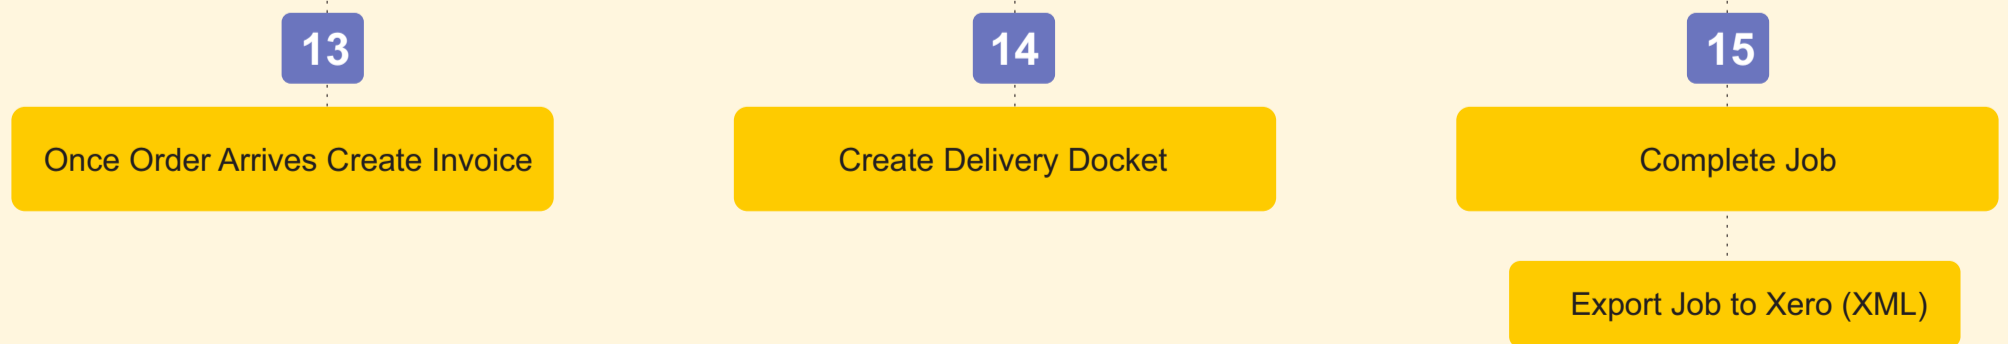 13
Once Order Arrives Create Invoice
14
Create Delivery Docket
15
Complete Job
Export Job to Xero (XML)